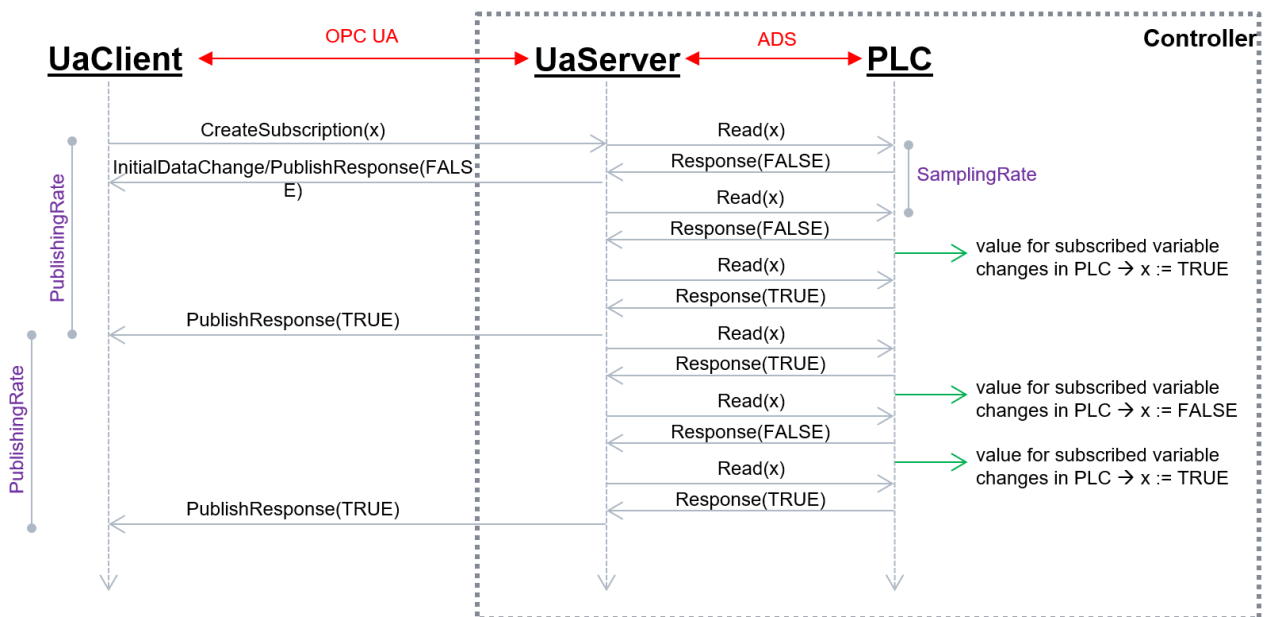 OPC UA
ADS
Controller
UaClient
UaServer
PLC
CreateSubscription(x)
Read(x)
InitialDataChange/PublishResponse(FALS
E)
Response(FALSE)
SamplingRate
Read(x)
PublishingRate
Response(FALSE)
value for subscribed variable
changes in PLC → x := TRUE
Read(x)
Response(TRUE)
PublishResponse(TRUE)
Read(x)
Response(TRUE)
PublishingRate
value for subscribed variable
changes in PLC → x := FALSE
Read(x)
Response(FALSE)
value for subscribed variable
changes in PLC → x := TRUE
Read(x)
Response(TRUE)
PublishResponse(TRUE)